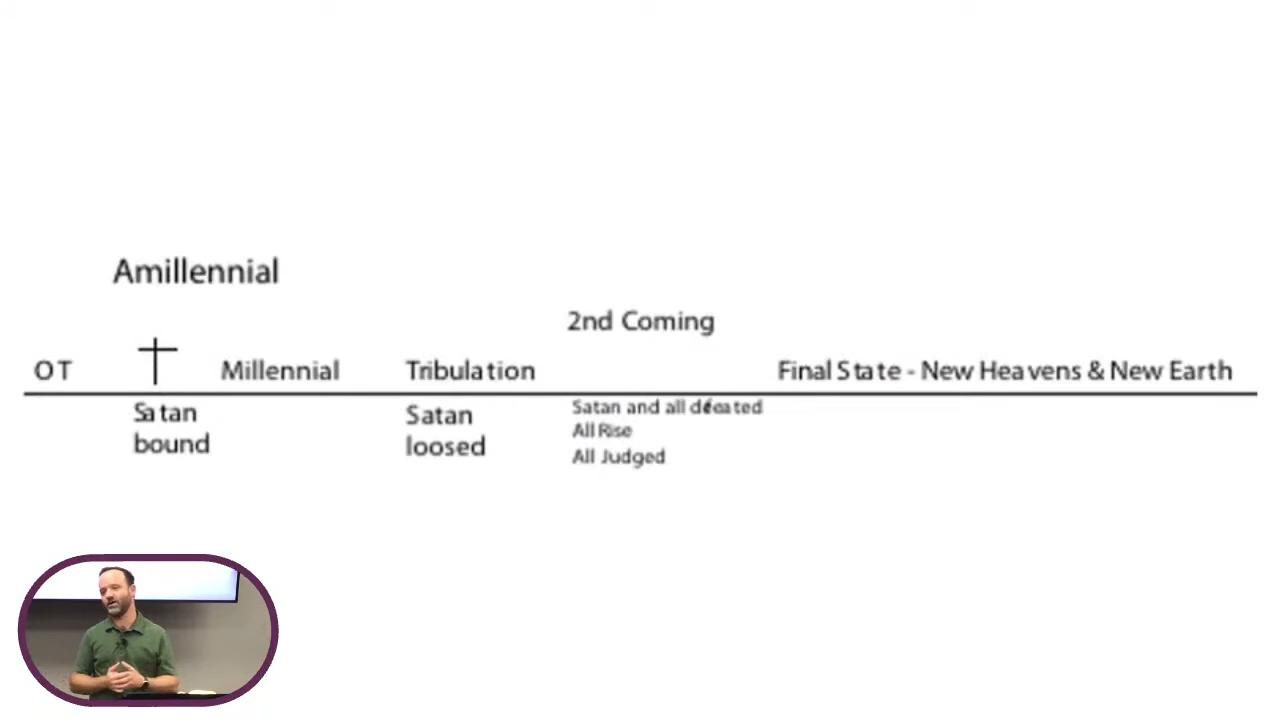 Amillennial
2nd Coming
OT Millennial Tribulation Final State - New Heavens & New Earth
Satan
bound
Satan
loosed
Satan and all defeated
All Rise
All Judged